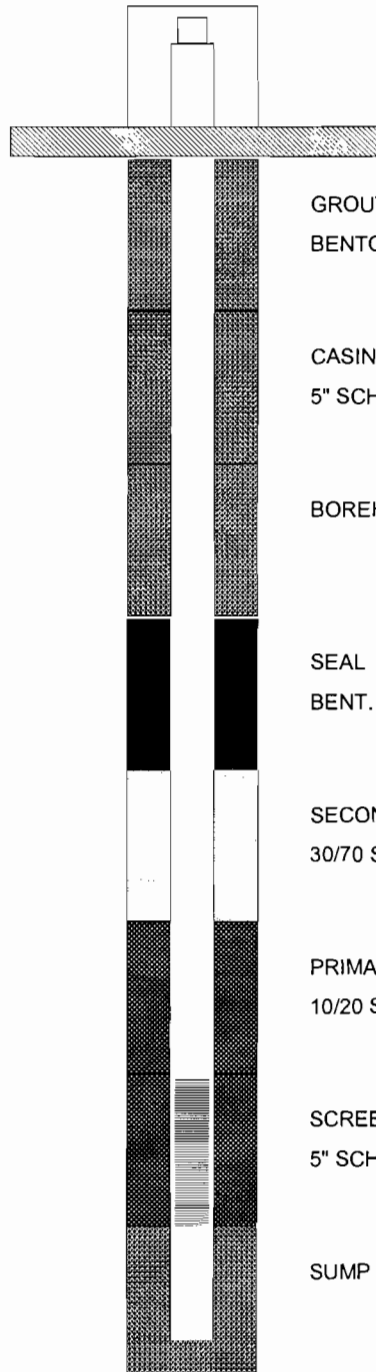 GROUT
BENTO
CASIN
5" SCH
BOREH
SEAL
BENT.
SECON
30/70 S
PRIMA
10/20 S
SCREE
5" SCH
SUMP